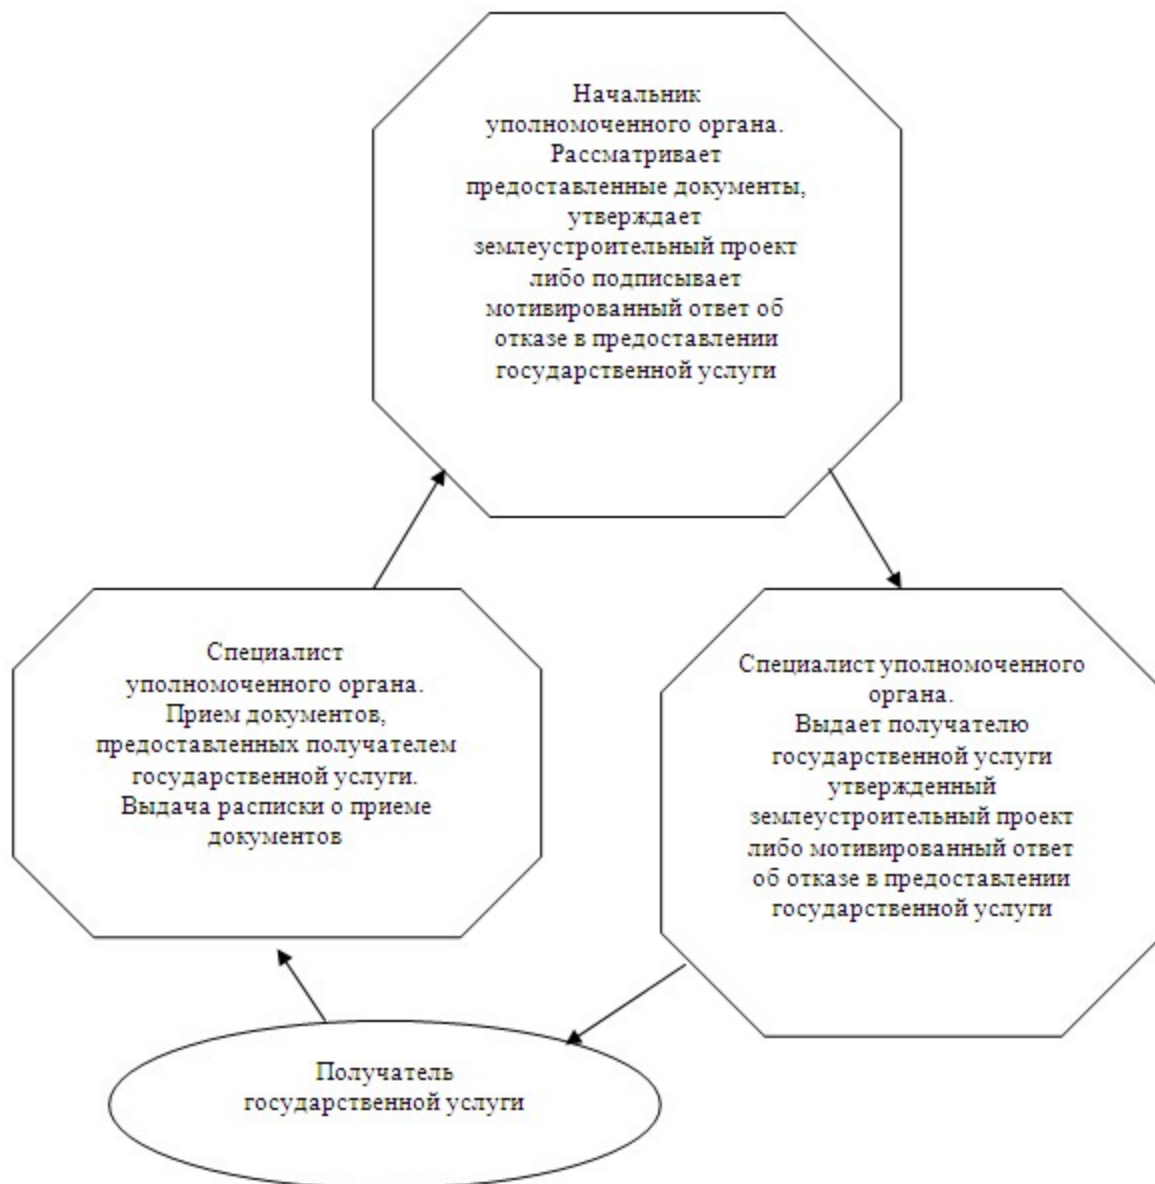 Начальник
уполномоченного органа.
Рассматривает
предоставленные документы,
утверждает
землеустроительный проект
либо подписывает
мотивированный ответ об
отказе в предоставлении
государственной услуги
Специалист
уполномоченного органа.
Прием документов,
предоставленных получателем
государственной услуги.
Выдача расписки о приеме
документов
Специалист уполномоченного
органа.
Выдает получателю
государственной услуги
утвержденный
землеустроительный проект
либо мотивированный ответ
об отказе в предоставлении
государственной услуги
Получатель
государственной услуги